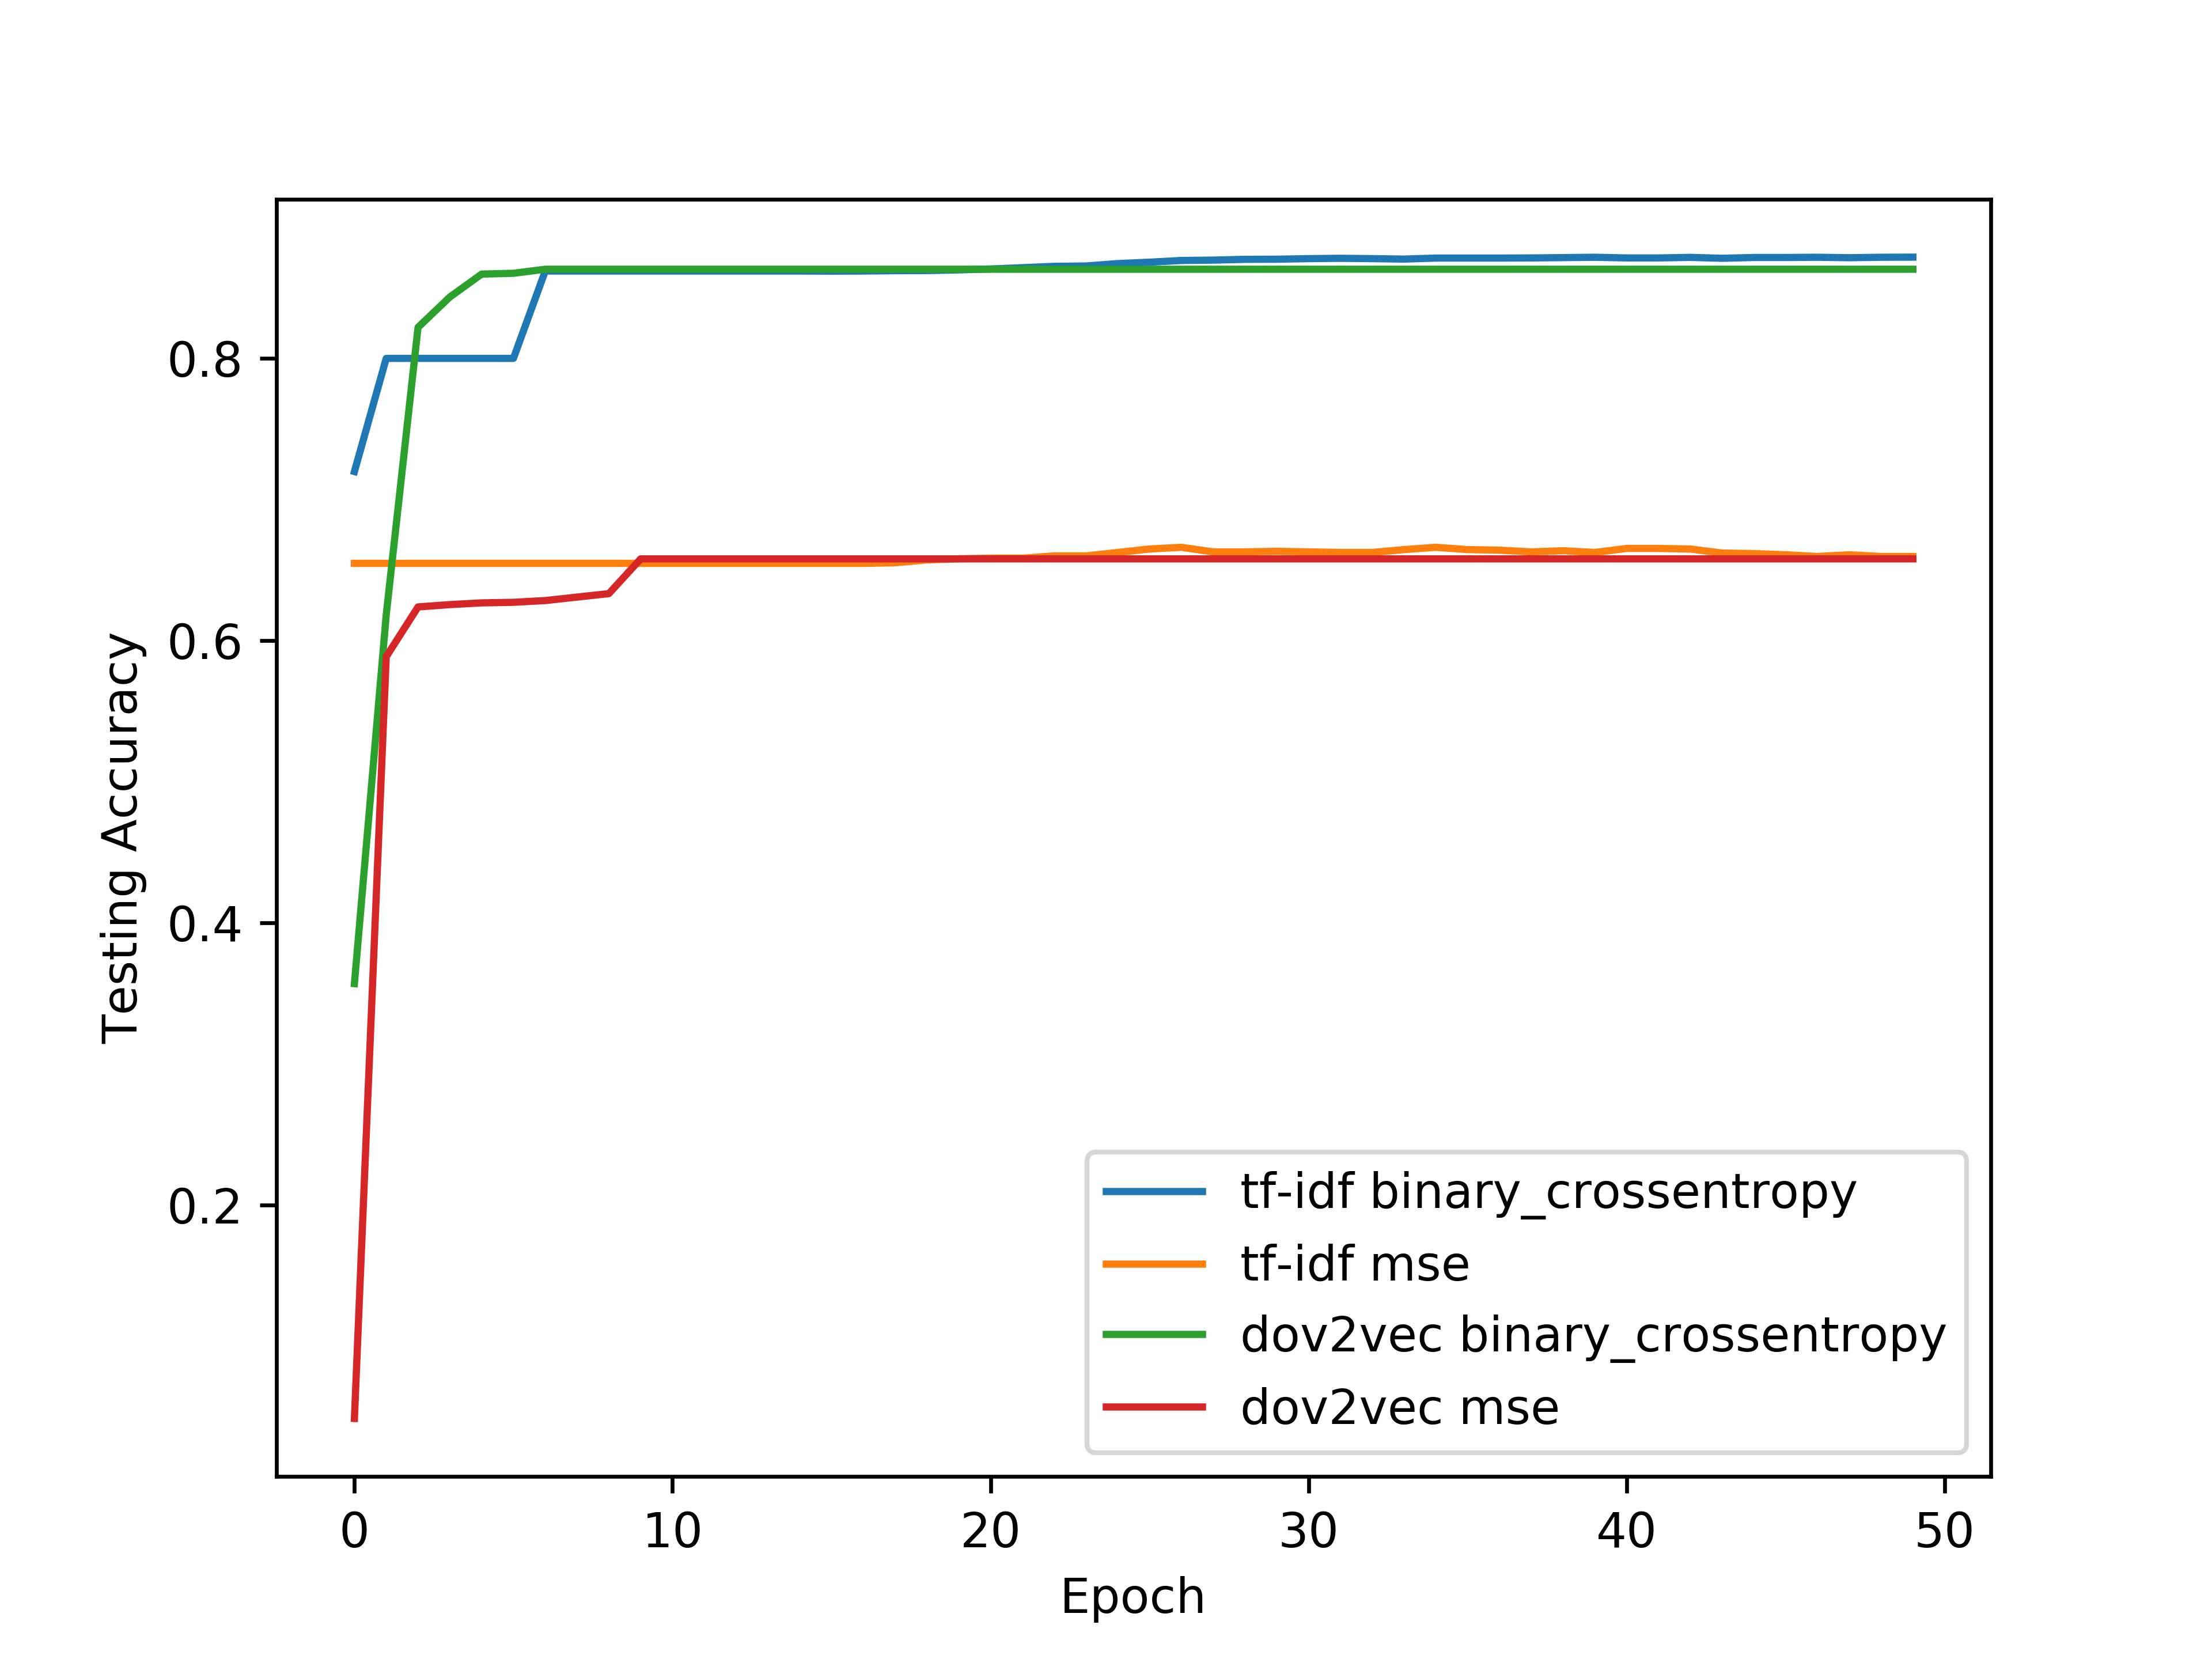 Testing Accuracy
0.8
0.6
0.4
0.2
0 10 20 30 40 50
Epoch
tf-idf binary_crossentropy
tf-idf mse
dov2vec binary_crossentropy
dov2vec mse